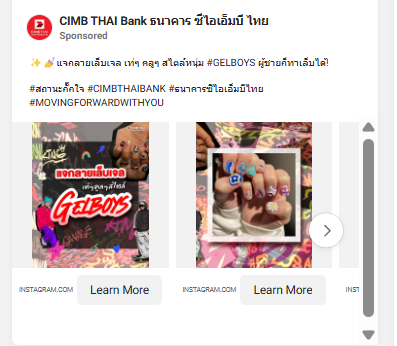 CIMB THAI Bank ธนาคาร ซีไอเอ็มบี ไทย
Sponsored
✨💅 แจกลายเล็บเจล เท่ๆ คลูๆ สไตล์หนุ่ม #GELBOYS ผู้ชายก็ทาเล็บได้!
#สถานะกั๊กใจ #CIMBTHAIBANK #ธนาคารซีไอเอ็มบีไทย
#MOVINGFORWARDWITHYOU
แจกลายเล็บเจล
เท่ๆคูลๆสไตล์
GELBOYS
INSTAGRAM.COM
Learn More
INSTAGRAM.COM
Learn More
INST